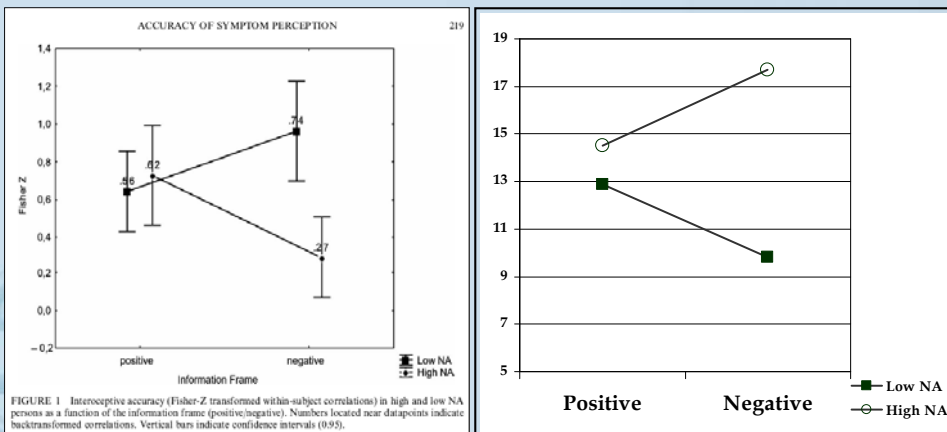 ACCURACY OF SYMPTOM PERCEPTION 219
1,4
1,2
1,0
0,8
0,6
0,4
0,2
0,0
−0,2
Fisher Z
.56
.62
.74
.27
positive negative
Information Frame
Low NA
High NA
FIGURE 1 Interoceptive accuracy (Fisher-Z transformed within-subject correlations) in high and low NA
persons as a function of the information frame (positive/negative). Numbers located near datapoints indicate
backtransformed correlations. Vertical bars indicate confidence intervals (0.95).
19
17
15
13
11
9
7
5
Positive Negative
Low NA
High NA